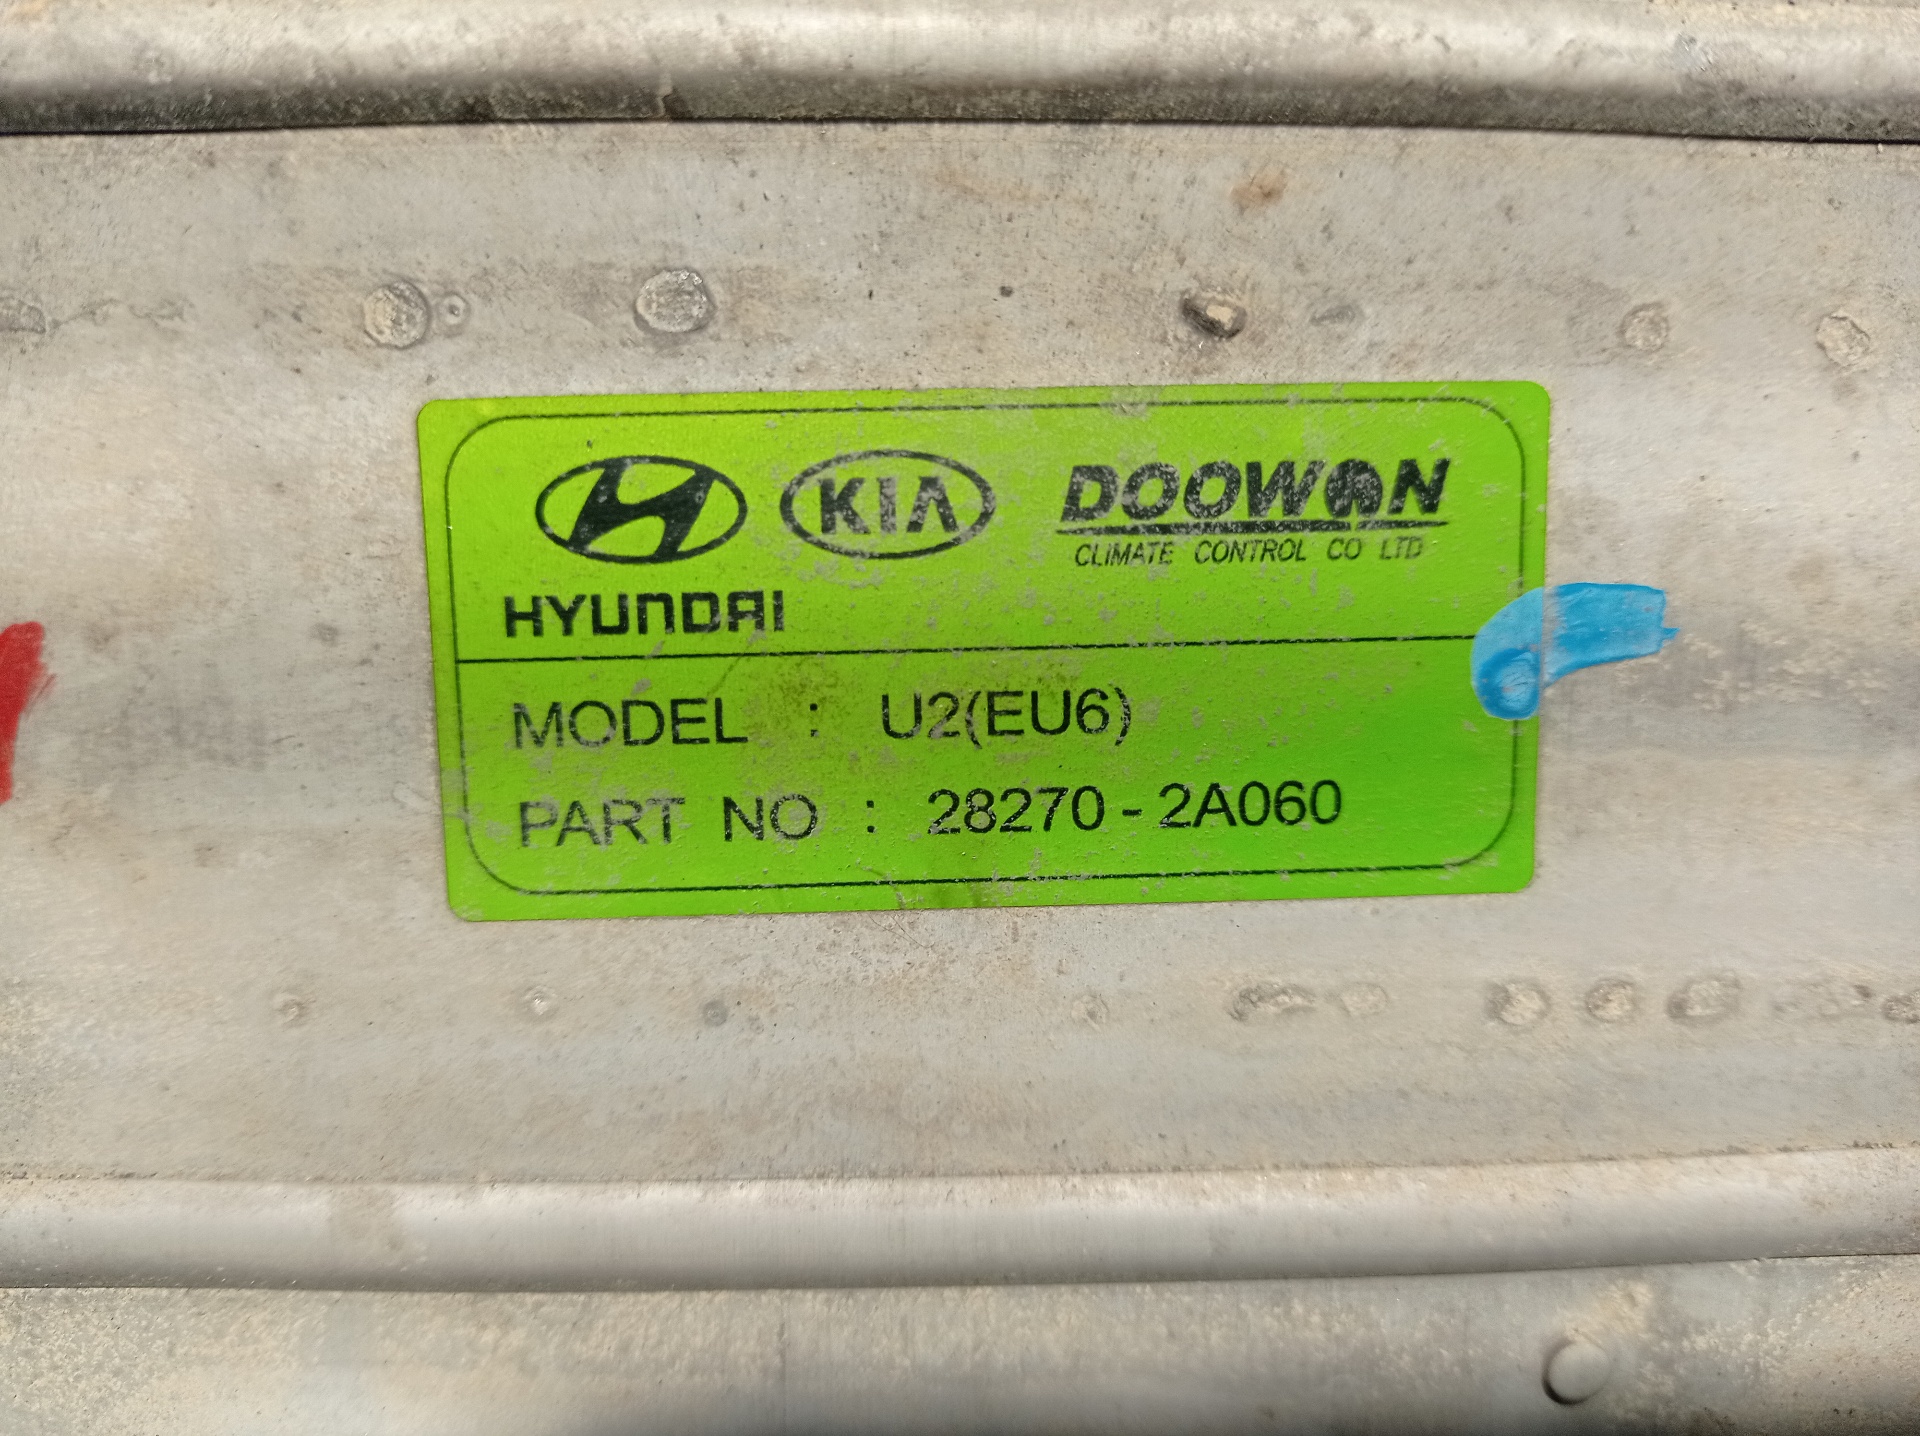 KIA DOOWON
CLIMATE CONTROL CO LTD
HYUNDAI
MODEL : U2(EU6)
PART NO : 28270-2A060